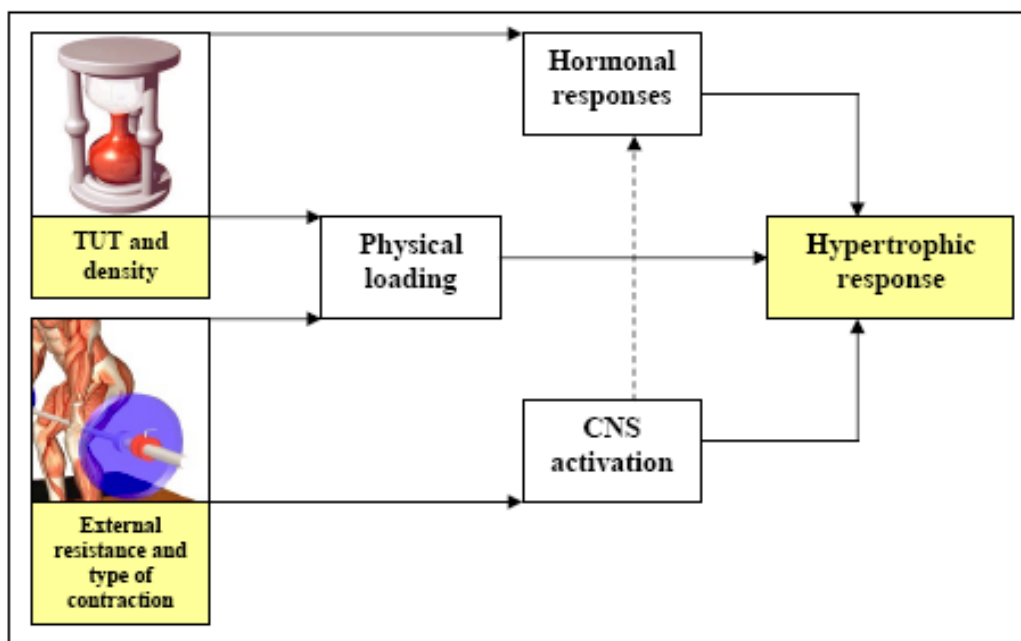 Hormonal
responses
TUT and
density
Physical
loading
Hypertrophic
response
CNS
activation
External
resistance and
type of
contraction